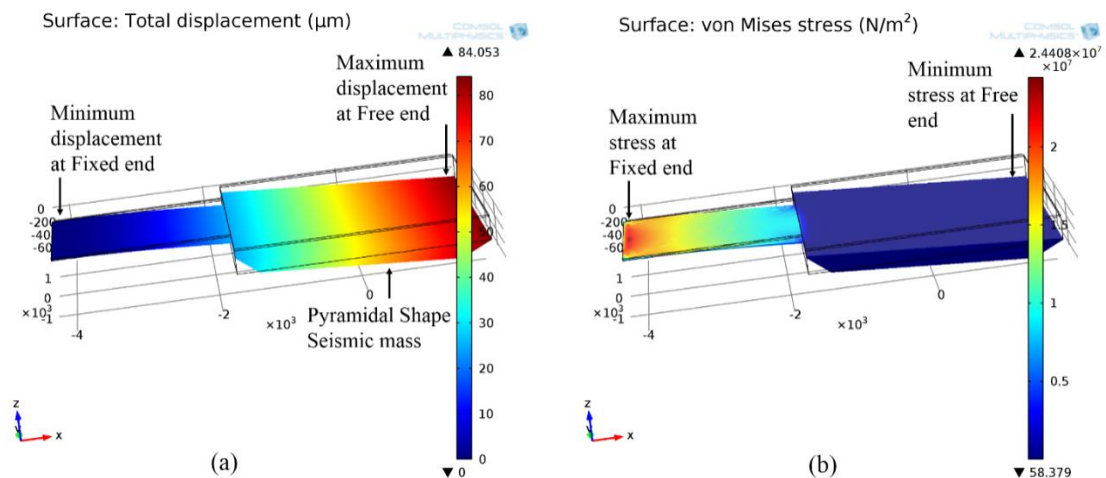 Surface: Total displacement (µm)
COMSOL
MULTIPHYSICS
▲ 84.053
Maximum
displacement
at Free end
Minimum
displacement
at Fixed end
80
70
60
50
40
30
20
10
0
▼ 0
0
-200
-40
-60
1
0
-1
×10³
-4
-2
×10³
0
Pyramidal Shape
Seismic mass
z
y
x
(a)
Surface: von Mises stress (N/m²)
COMSOL
MULTIPHYSICS
▲ 2.4408×10⁷
×10⁷
Minimum
stress at Free
end
Maximum
stress at
Fixed end
2
1.5
1
0.5
▼ 58.379
0
-200
-40
-60
1
0
-1
×10³
-4
-2
×10³
0
z
y
x
(b)